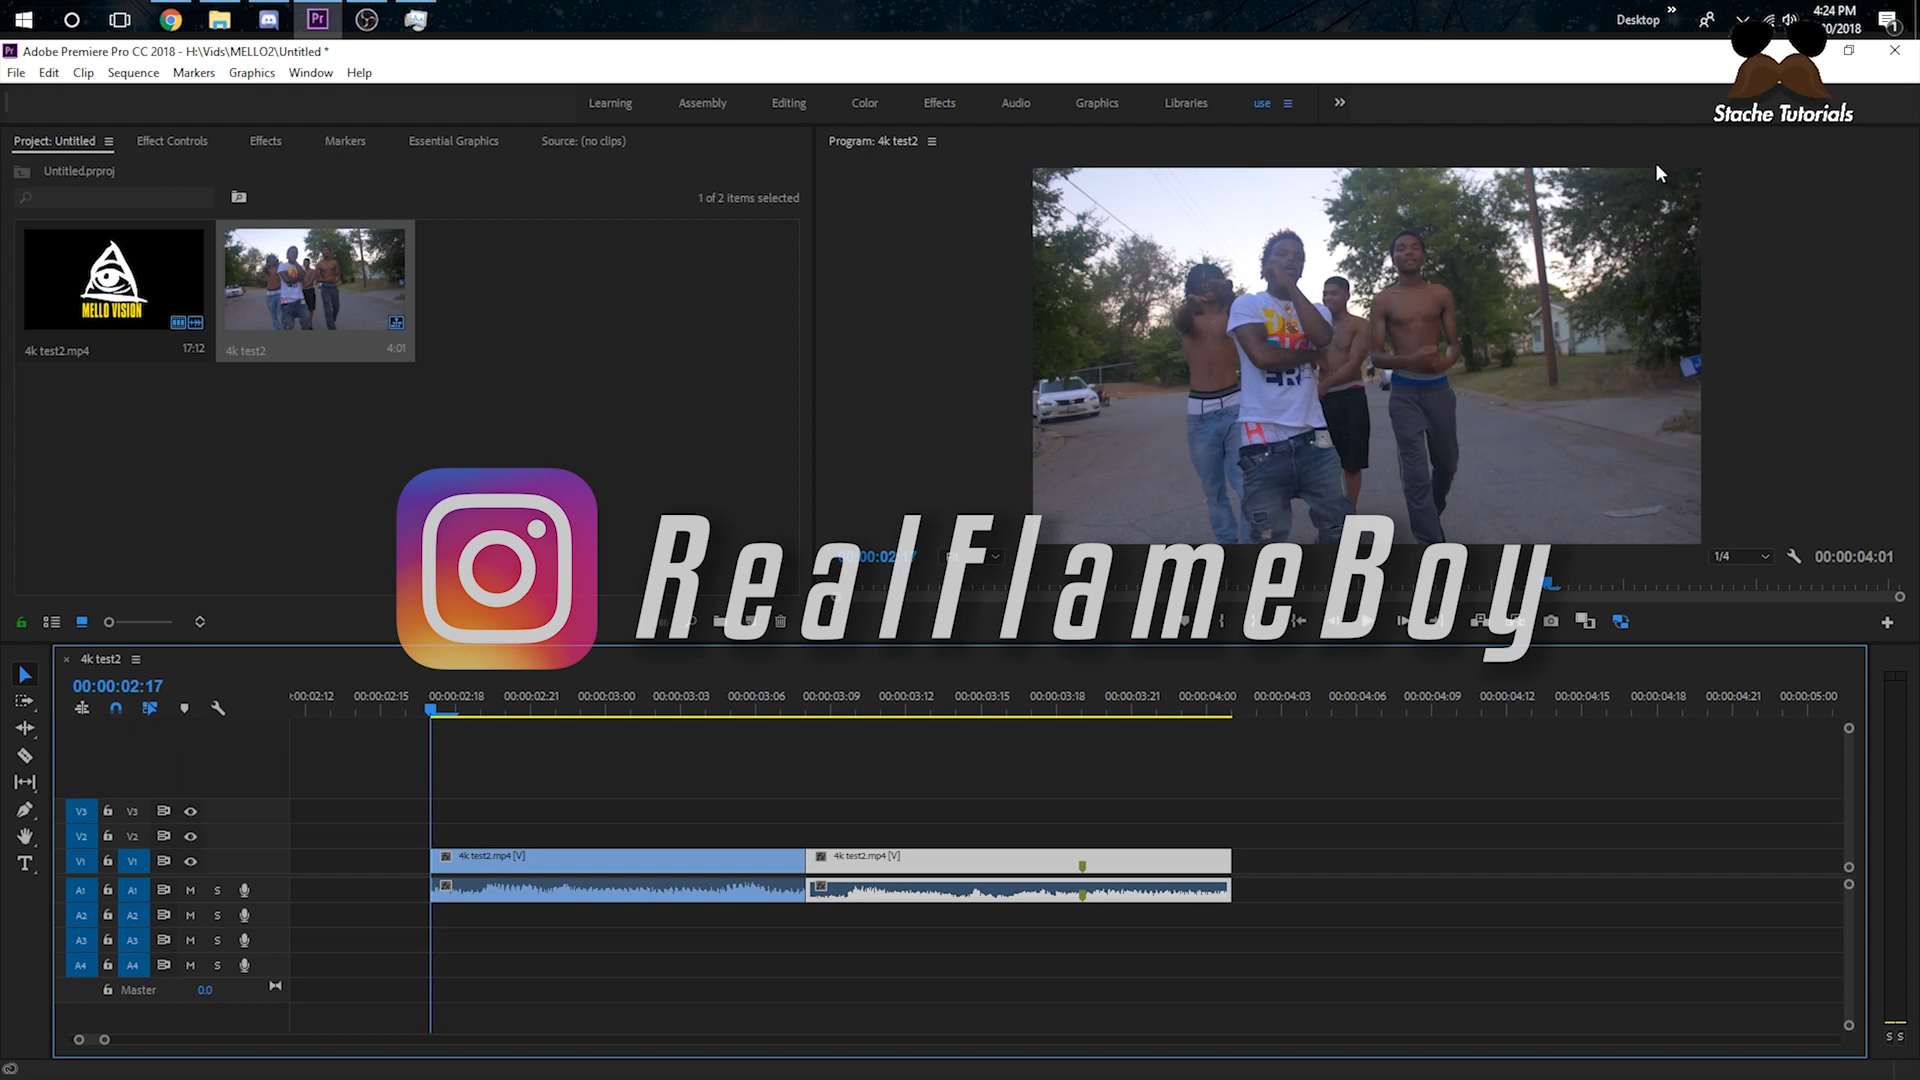 Desktop
4:24 PM
0/2018
1
Pr
Adobe Premiere Pro CC 2018 - H:\Vids\MELLO2\Untitled *
File Edit Clip Sequence Markers Graphics Window Help
Learning Assembly Editing Color Effects Audio Graphics Libraries use
Stache Tutorials
Project: Untitled Effect Controls Effects Markers Essential Graphics Source: (no clips)
Program: 4k test2
Untitled.prproj
1 of 2 items selected
MELLO VISION
4k test2.mp4 17:12
4k test2 4:01
RealFlameBoy
00:00:02:17 1/4 00:00:04:01
4k test2
00:00:02:17
:00:02:12 00:00:02:15 00:00:02:18 00:00:02:21 00:00:03:00 00:00:03:03 00:00:03:06 00:00:03:09 00:00:03:12 00:00:03:15 00:00:03:18 00:00:03:21 00:00:04:00 00:00:04:03 00:00:04:06 00:00:04:09 00:00:04:12 00:00:04:15 00:00:04:18 00:00:04:21 00:00:05:00
V3 V3
V2 V2
V1 V1 fx 4k test2.mp4 [V] fx 4k test2.mp4 [V]
A1 A1 M S
A2 A2 M S
A3 A3 M S
A4 A4 M S
Master 0.0
S S